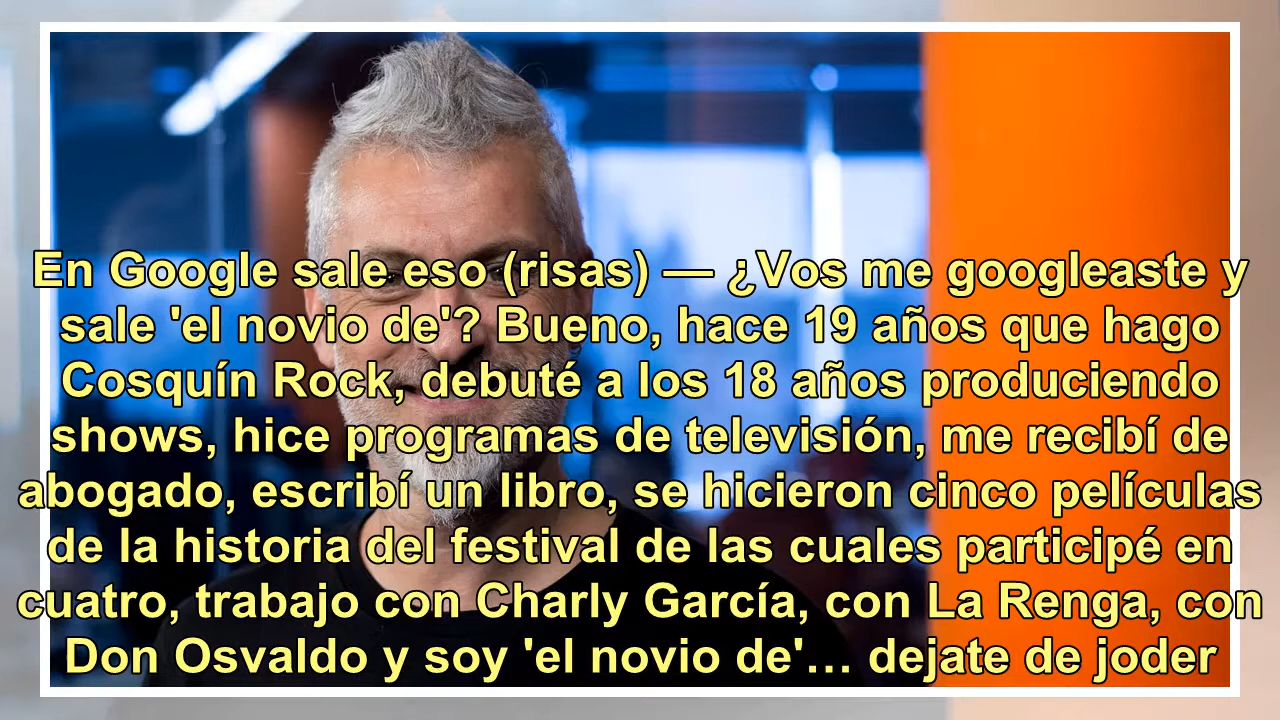 En Google sale eso (risas) — ¿Vos me googleaste y
sale 'el novio de'? Bueno, hace 19 años que hago
Cosquín Rock, debuté a los 18 años produciendo
shows, hice programas de televisión, me recibí de
abogado, escribí un libro, se hicieron cinco películas
de la historia del festival de las cuales participé en
cuatro, trabajo con Charly García, con La Renga, con
Don Osvaldo y soy 'el novio de'… dejate de joder